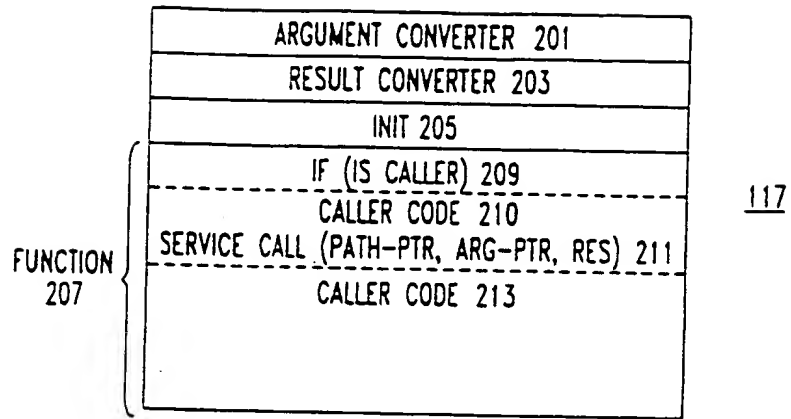 ARGUMENT CONVERTER 201
RESULT CONVERTER 203
INIT 205
IF (IS CALLER) 209
117
CALLER CODE 210
SERVICE CALL (PATH-PTR, ARG-PTR, RES) 211
FUNCTION
207
CALLER CODE 213